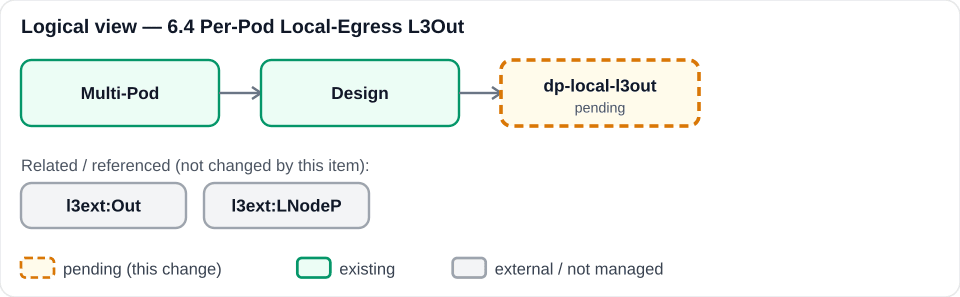 Logical view — 6.4 Per-Pod Local-Egress L3Out
Multi-Pod
Design
dp-local-l3out
pending
Related / referenced (not changed by this item):
l3ext:Out
l3ext:LNodeP
pending (this change)
existing
external / not managed